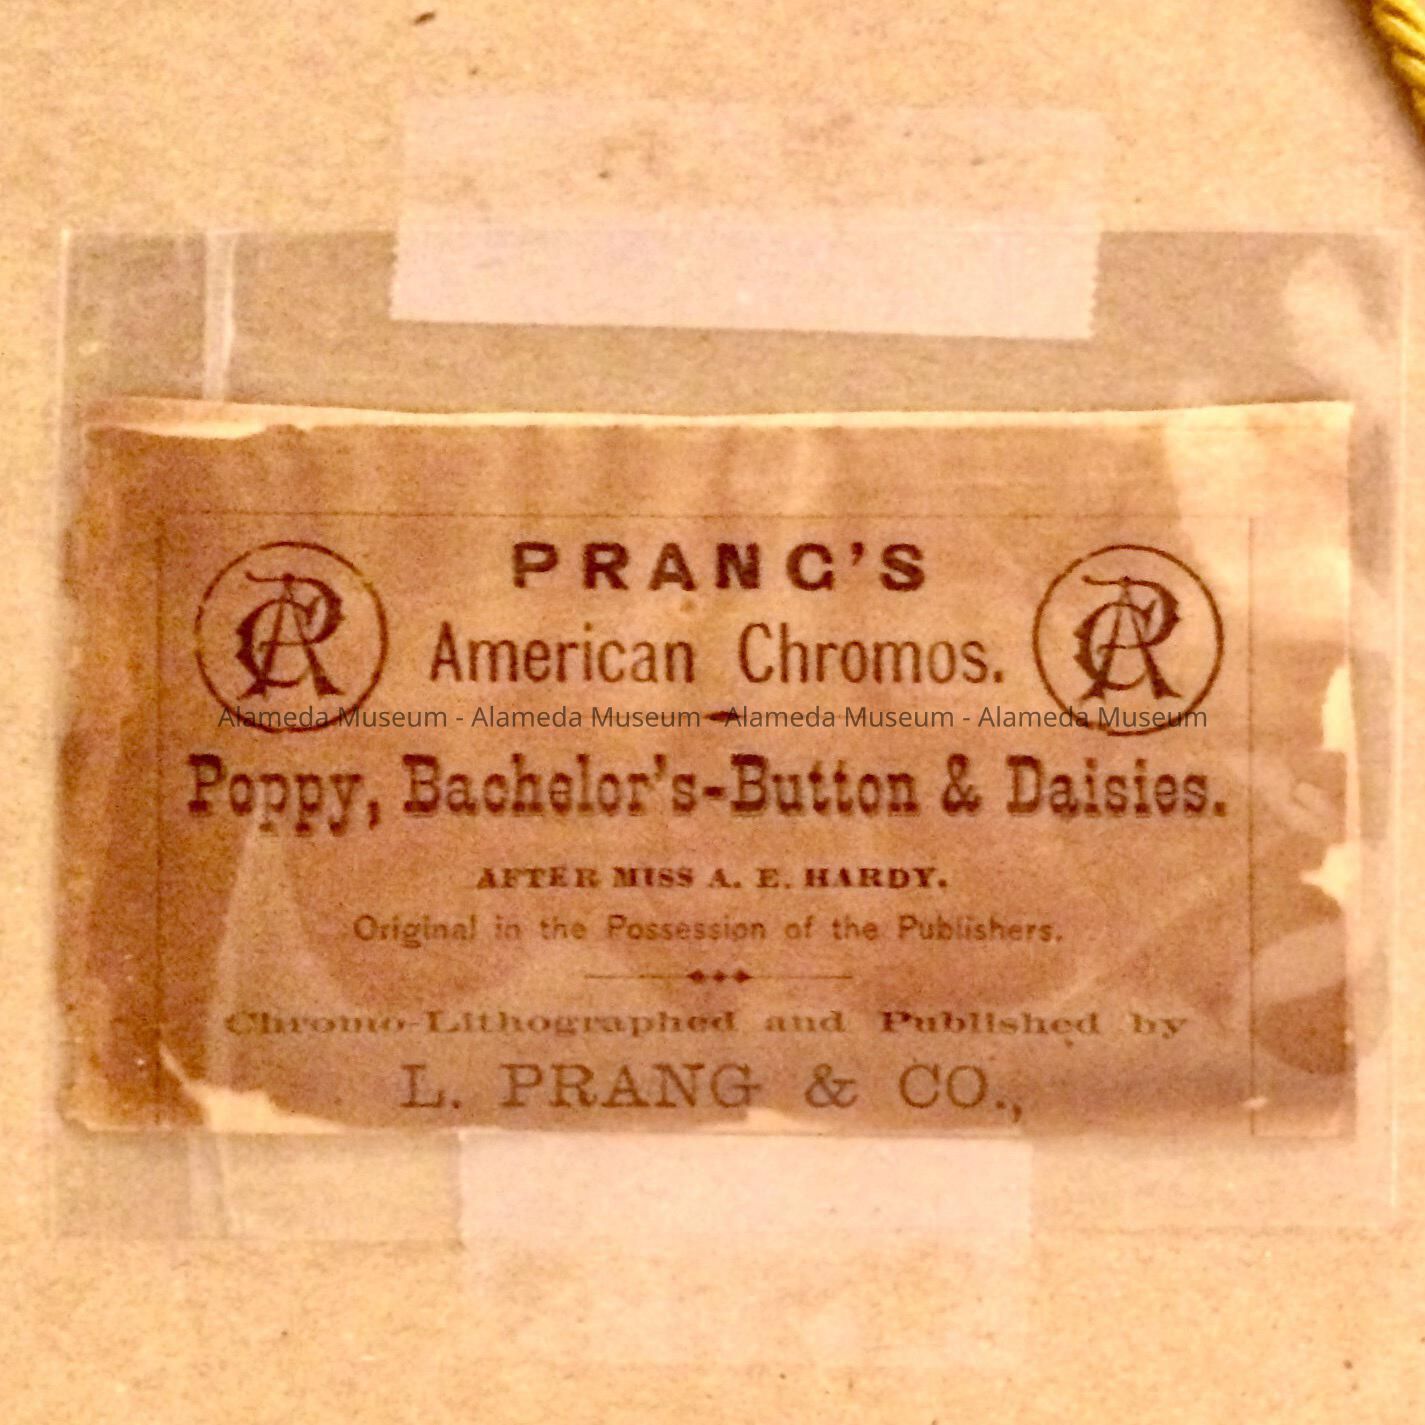 PRANG'S
American Chromos.
Alameda Museum - Alameda Museum - Alameda Museum - Alameda Museum
Poppy, Bachelor's-Button & Daisies.
AFTER MISS A. E. HARDY.
Original in the Possession of the Publishers.
Chromo-Lithographed and Published by
L. PRANG & CO.,